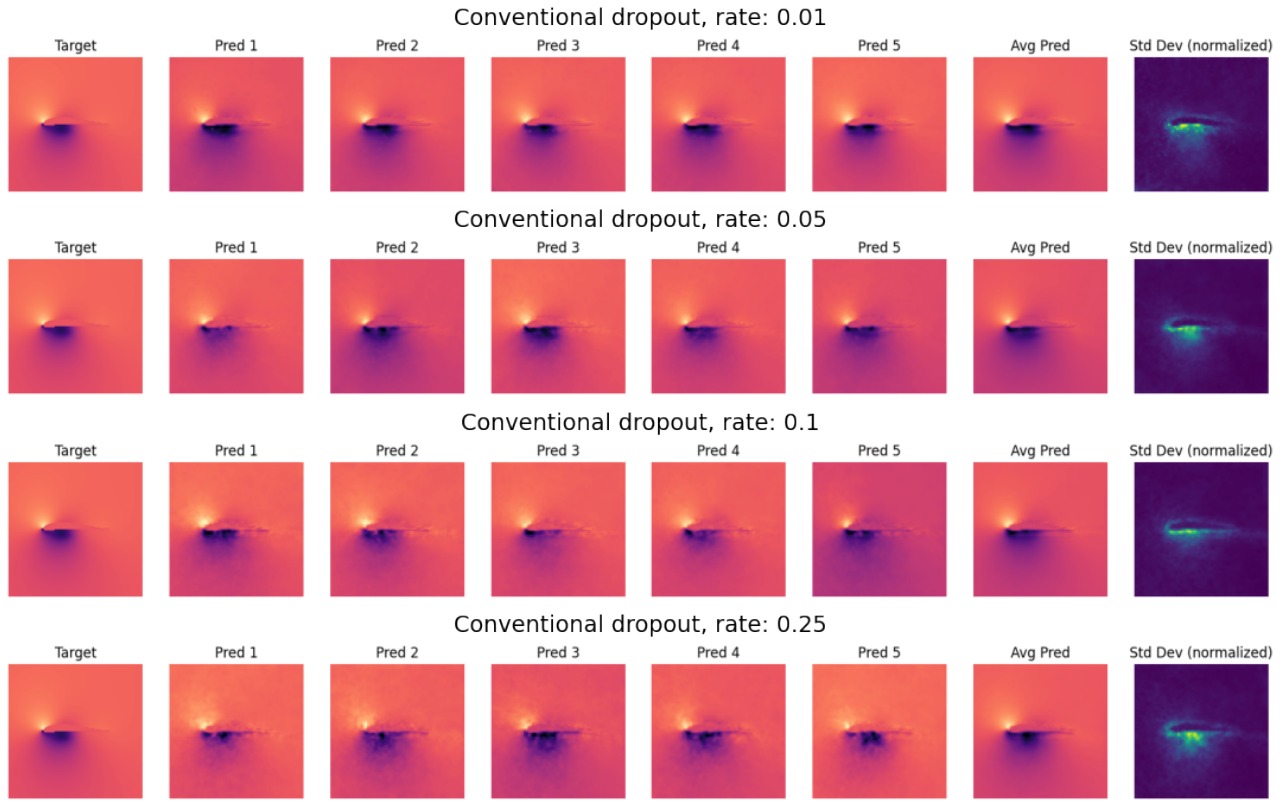 Conventional dropout, rate: 0.01
Target Pred 1 Pred 2 Pred 3 Pred 4 Pred 5 Avg Pred Std Dev (normalized)
Conventional dropout, rate: 0.05
Target Pred 1 Pred 2 Pred 3 Pred 4 Pred 5 Avg Pred Std Dev (normalized)
Conventional dropout, rate: 0.1
Target Pred 1 Pred 2 Pred 3 Pred 4 Pred 5 Avg Pred Std Dev (normalized)
Conventional dropout, rate: 0.25
Target Pred 1 Pred 2 Pred 3 Pred 4 Pred 5 Avg Pred Std Dev (normalized)